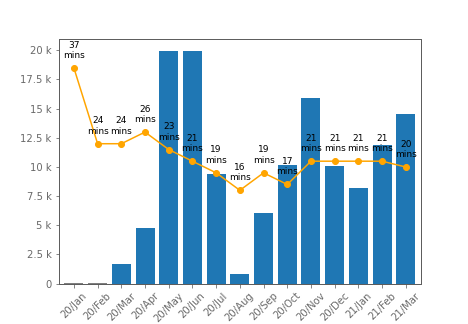 20 k
17.5 k
15 k
12.5 k
10 k
7.5 k
5 k
2.5 k
0
37
mins
24
mins
24
mins
26
mins
23
mins
21
mins
19
mins
16
mins
19
mins
17
mins
21
mins
21
mins
21
mins
21
mins
20
mins
20/Jan
20/Feb
20/Mar
20/Apr
20/May
20/Jun
20/Jul
20/Aug
20/Sep
20/Oct
20/Nov
20/Dec
21/Jan
21/Feb
21/Mar